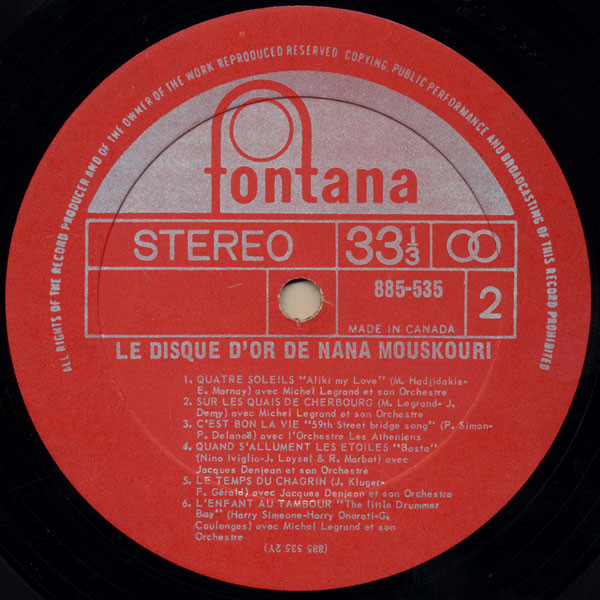 ALL RIGHTS OF THE RECORD PRODUCER AND OF THE OWNER OF THE WORK REPRODUCED RESERVED COPYING, PUBLIC PERFORMANCE AND BROADCASTING OF THIS RECORD PROHIBITED
fontana
STEREO 33 1/3
885-535 2
MADE IN CANADA
LE DISQUE D'OR DE NANA MOUSKOURI
1. QUATRE SOLEILS "Aliki my Love" (M. Hadjidakis-
E. Marnay) avec Michel Legrand et son Orchestre
2. SUR LES QUAIS DE CHERBOURG (M. Legrand- J.
Demy) avec Michel Legrand et son Orchestre
3. C'EST BON LA VIE "59th Street bridge song" (P. Simon-
P. Delanoë) avec l'Orchestre Les Atheniens
4. QUAND S'ALLUMENT LES ETOILES "Basta"
(Nino Iviglia-J. Loysel & R. Marbot) avec
Jacques Denjean et son Orchestre
5. LE TEMPS DU CHAGRIN (J. Kluger-
F. Gérald) avec Jacques Denjean et son Orchestre
6. L'ENFANT AU TAMBOUR "The little Drummer
Boy" (Harry Simeone-Harry Onorati-G.
Coulonges) avec Michel Legrand et son
Orchestre
(885 535 2Y)